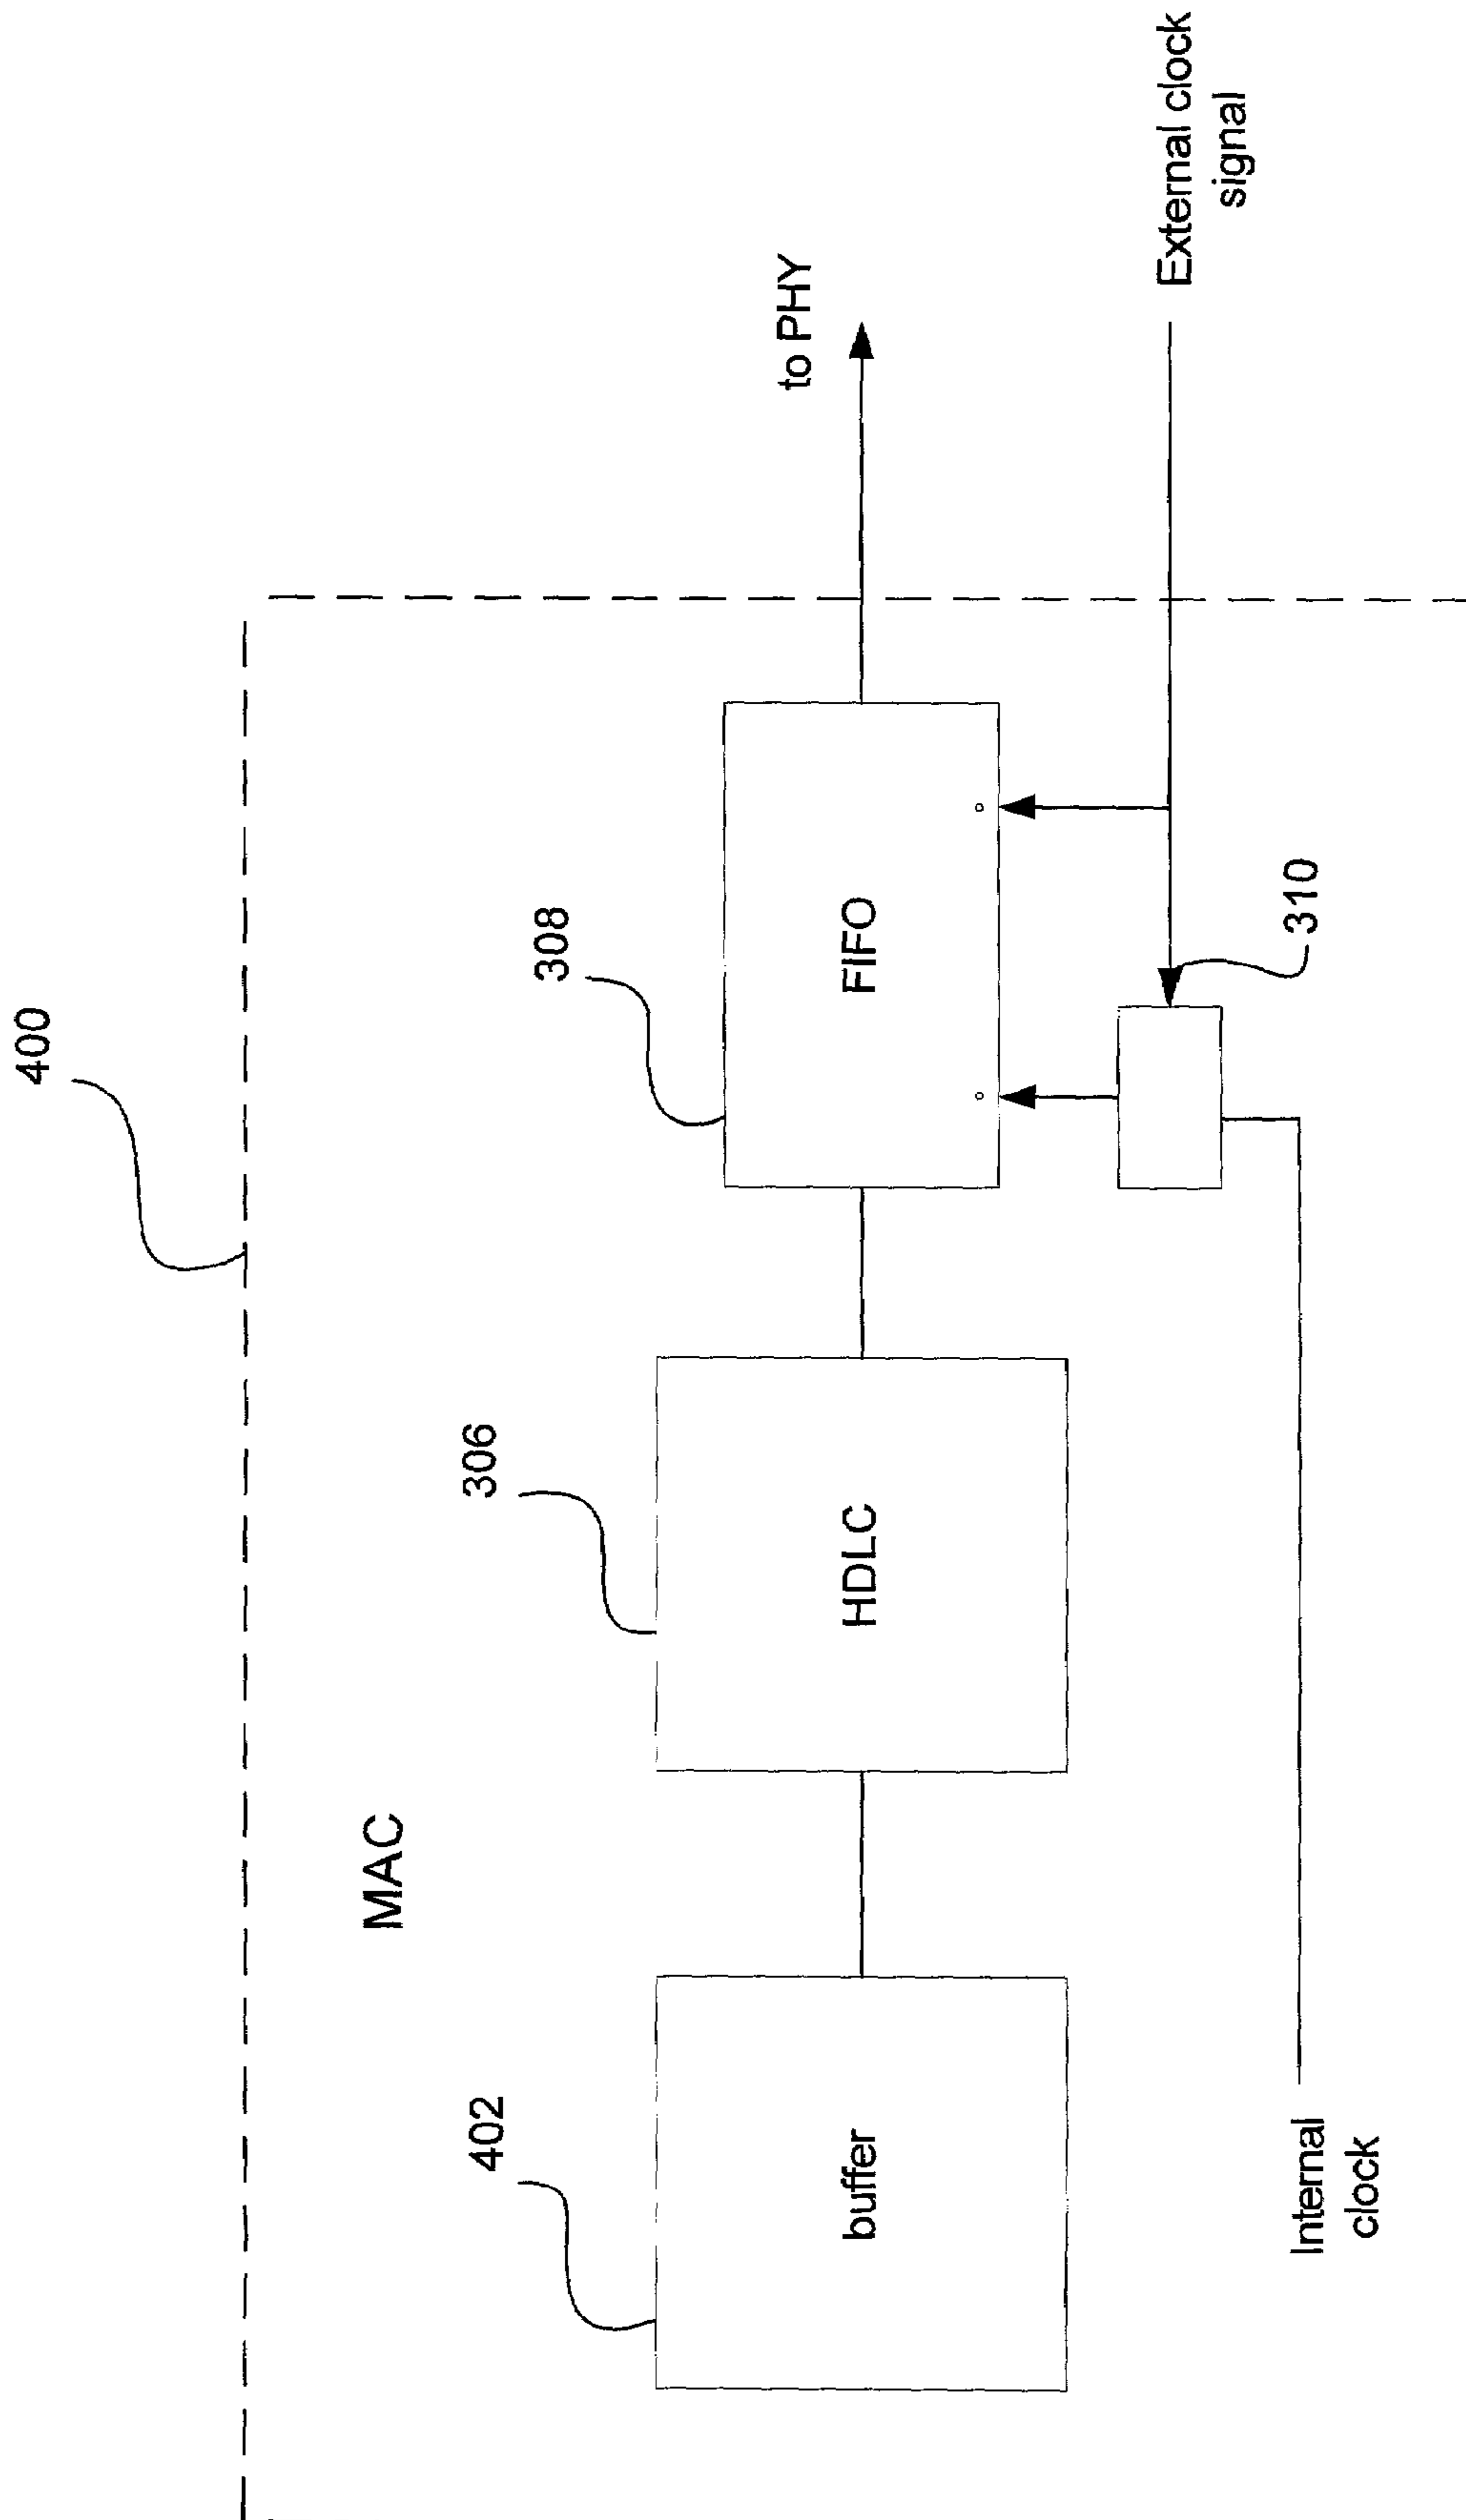 400
MAC
402
buffer
306
HDLC
308
FIFO
to PHY
310
External clock
signal
Internal
clock